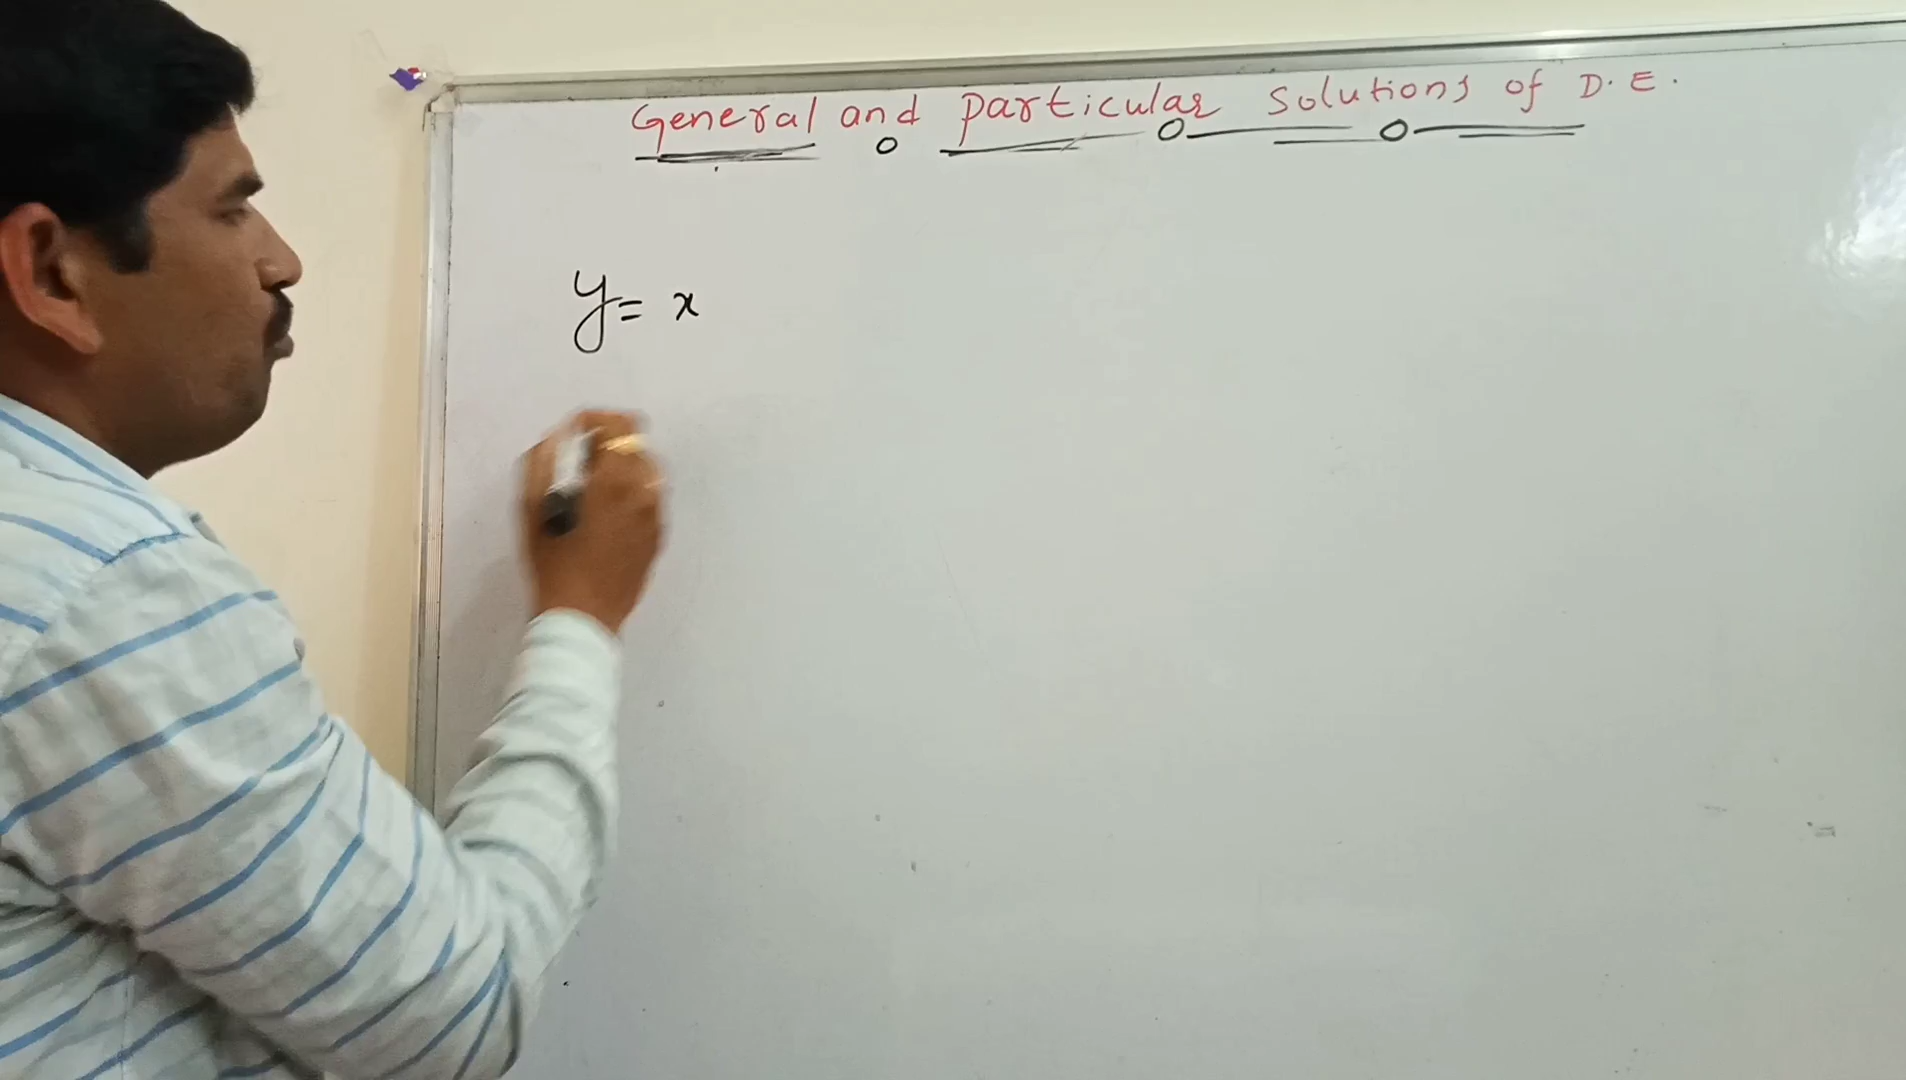 General and particular Solutions of D.E.
y = x